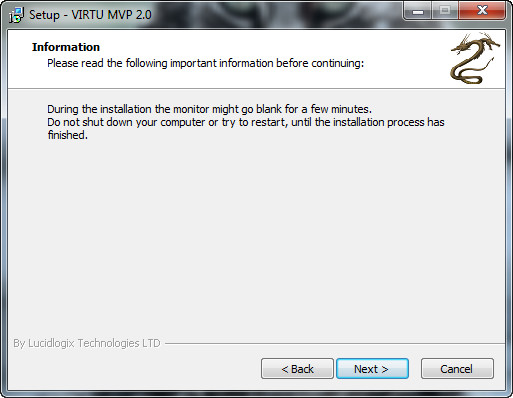 Setup - VIRTU MVP 2.0
Information
Please read the following important information before continuing:
During the installation the monitor might go blank for a few minutes.
Do not shut down your computer or try to restart, until the installation process has
finished.
By Lucidlogix Technologies LTD
< Back
Next >
Cancel